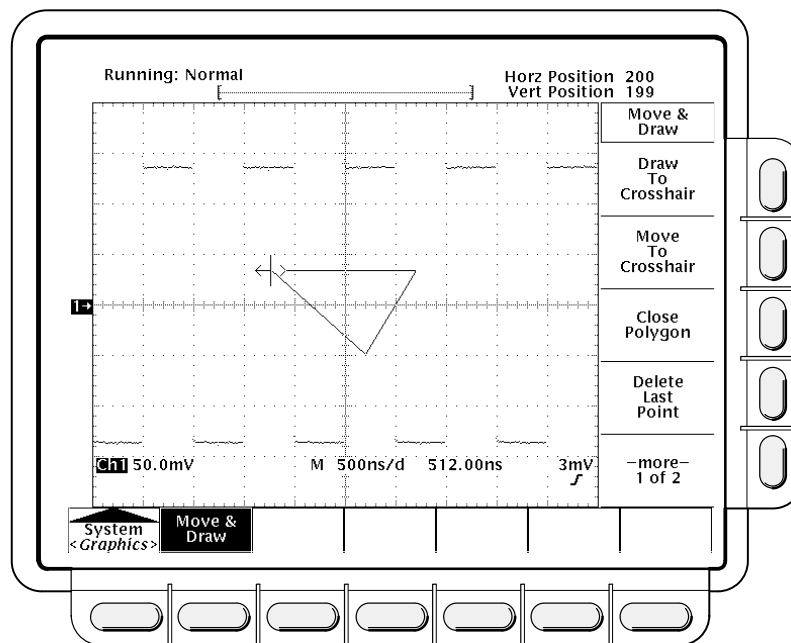 Running: Normal
Horz Position 200
Vert Position 199
Move &
Draw
Draw
To
Crosshair
Move
To
Crosshair
Close
Polygon
Delete
Last
Point
–more–
1 of 2
1→
Ch1 50.0mV M 500ns/d 512.00ns 3mV
System
<Graphics>
Move &
Draw